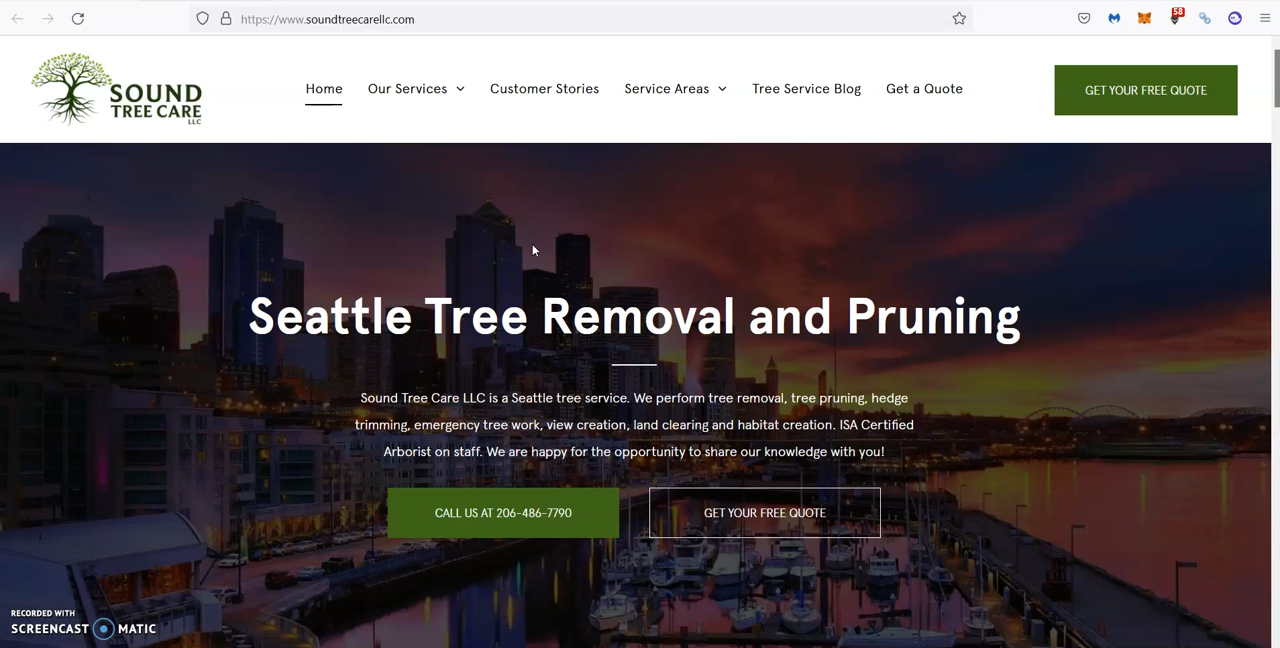 https://www.soundtreecarellc.com
58
SOUND
TREE CARE
LLC
Home
Our Services
Customer Stories
Service Areas
Tree Service Blog
Get a Quote
GET YOUR FREE QUOTE
Seattle Tree Removal and Pruning
Sound Tree Care LLC is a Seattle tree service. We perform tree removal, tree pruning, hedge
trimming, emergency tree work, view creation, land clearing and habitat creation. ISA Certified
Arborist on staff. We are happy for the opportunity to share our knowledge with you!
CALL US AT 206-486-7790
GET YOUR FREE QUOTE
RECORDED WITH
SCREENCAST MATIC